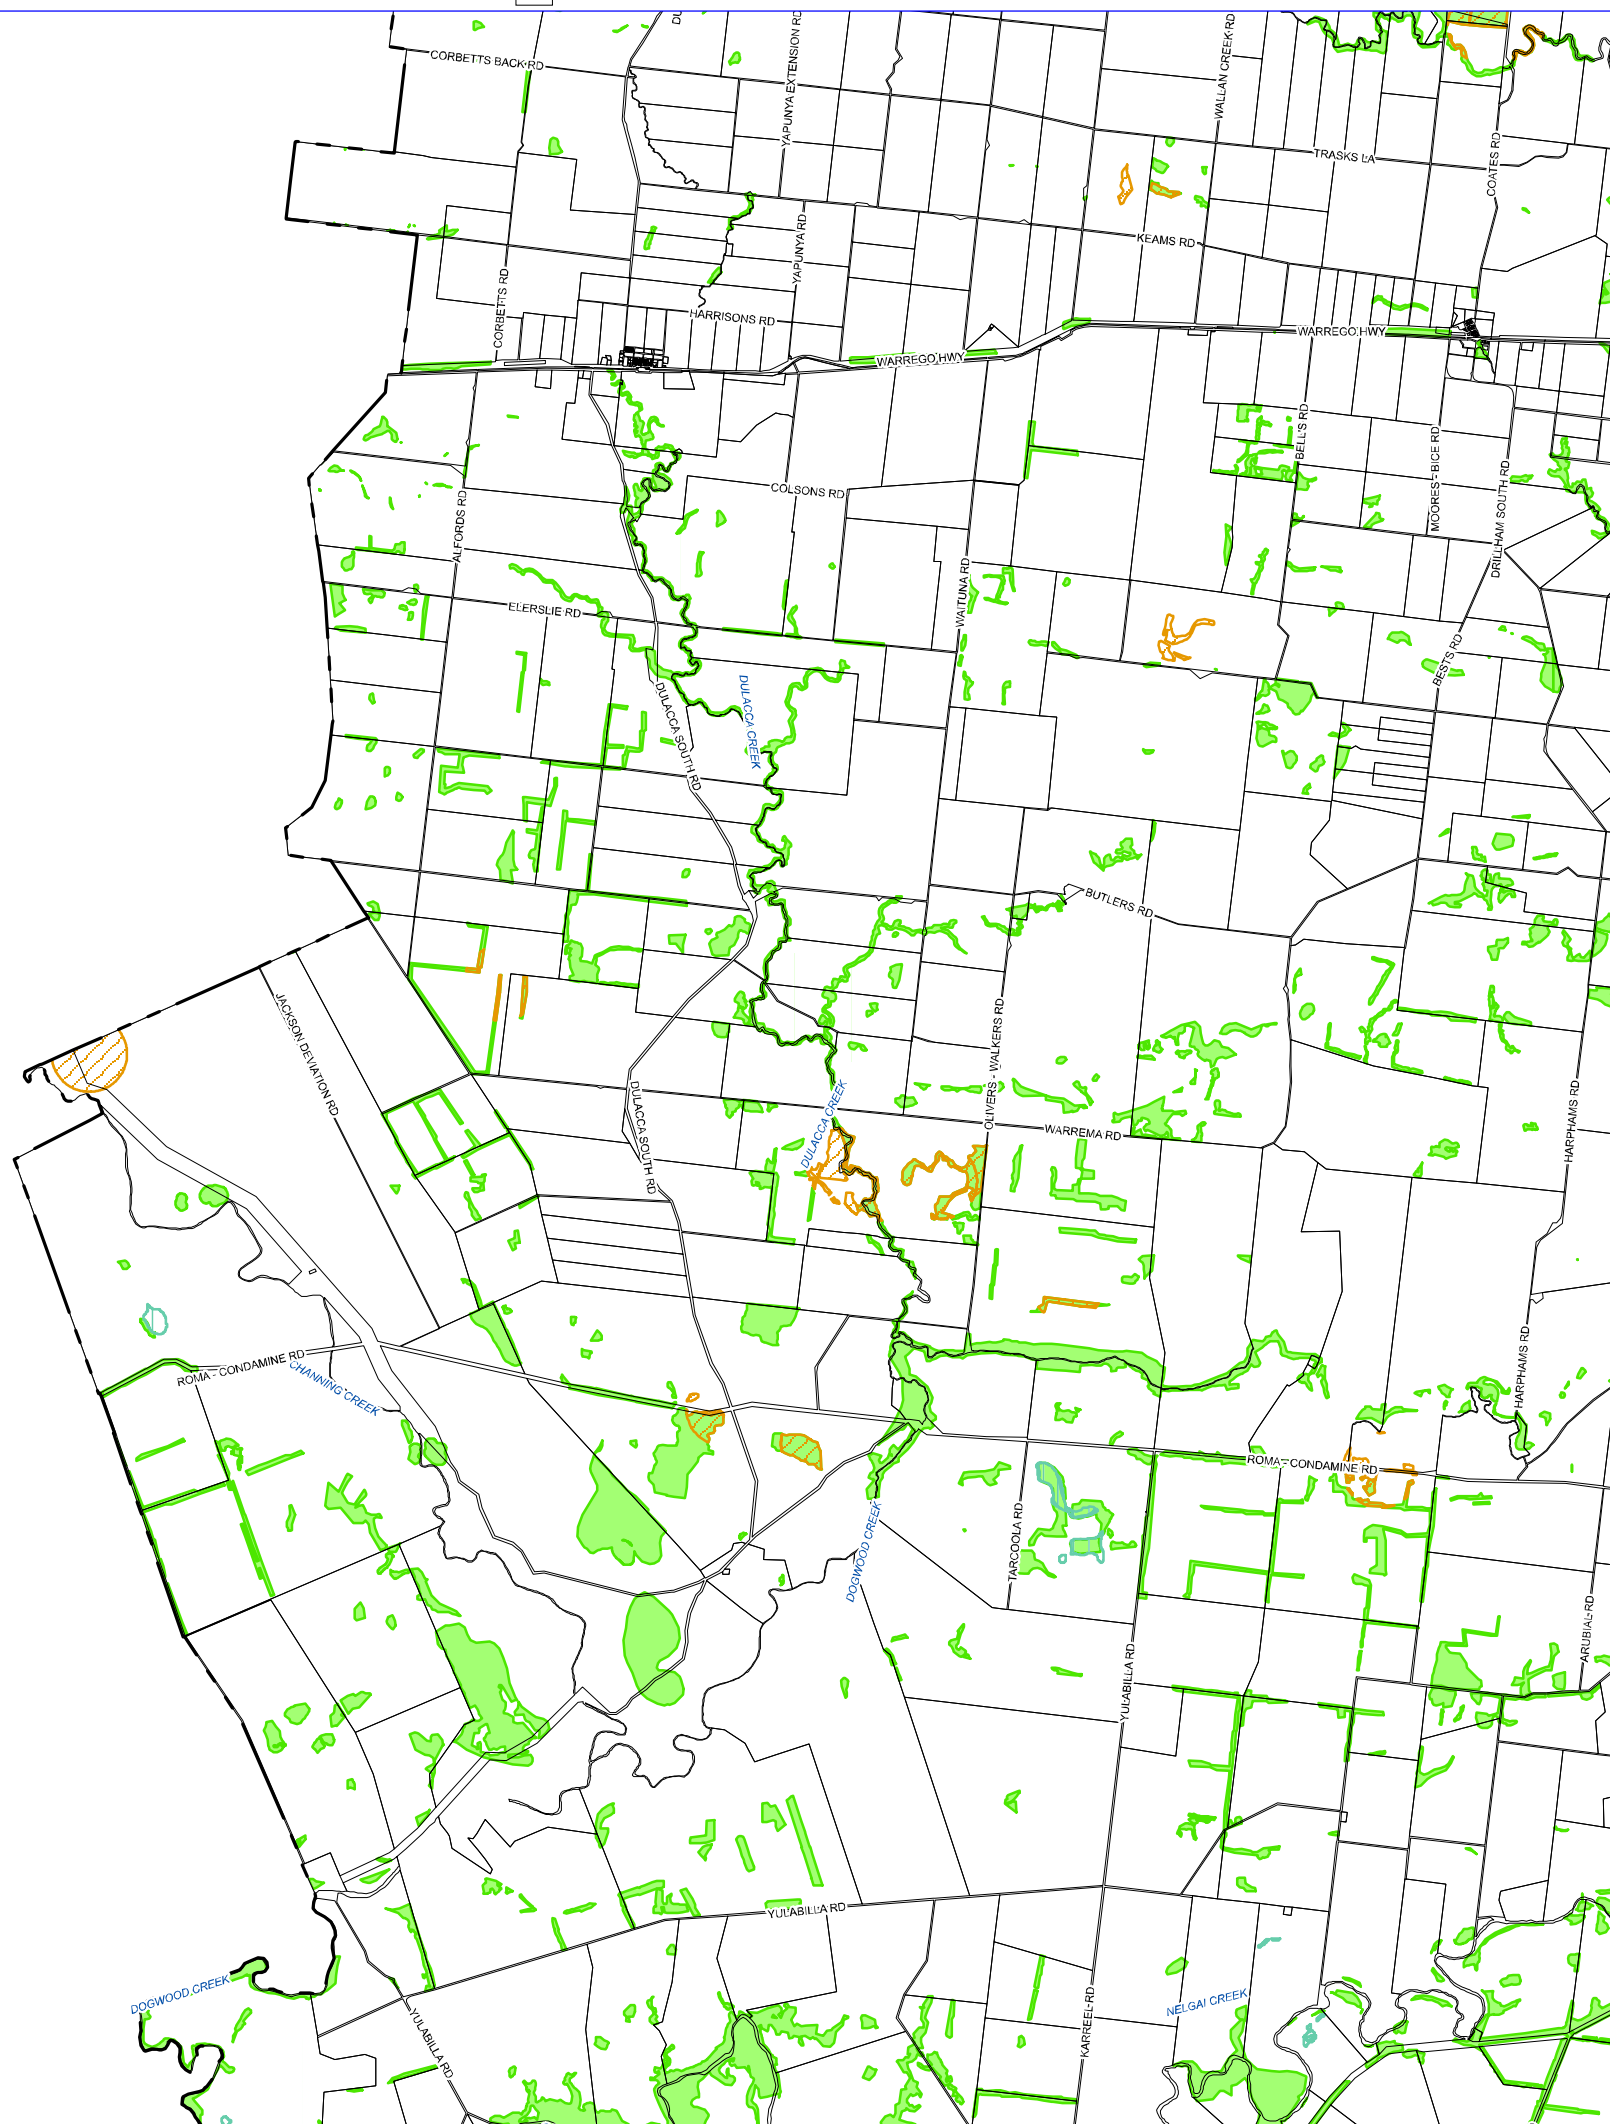 DU
YAPUNYA EXTENSION RD
WALLAN CREEK RD
CORBETTS BACK RD
COATES RD
TRASKS LA
KEAMS RD
YAPUNYA RD
CORBETTS RD
HARRISONS RD
WARREGO HWY
WARREGO HWY
BELL'S RD
MOORES - BICE RD
DRILLHAM SOUTH RD
COLSONS RD
ALFORDS RD
WAITUNA RD
ELERSLIE RD
BESTS RD
DULACCA SOUTH RD
DULACCA CREEK
BUTLERS RD
JACKSON DEVIATION RD
OLIVERS - WALKERS RD
DULACCA SOUTH RD
DULACCA CREEK
WARREMA RD
HARPHAMS RD
ROMA - CONDAMINE RD
CHANNING CREEK
HARPHAMS RD
ROMA - CONDAMINE RD
DOGWOOD CREEK
TARCOOLA RD
ARUBIAL RD
YULABILLA RD
YULABILLA RD
DOGWOOD CREEK
NELGAI CREEK
KARREEL RD
YULABILLA RD